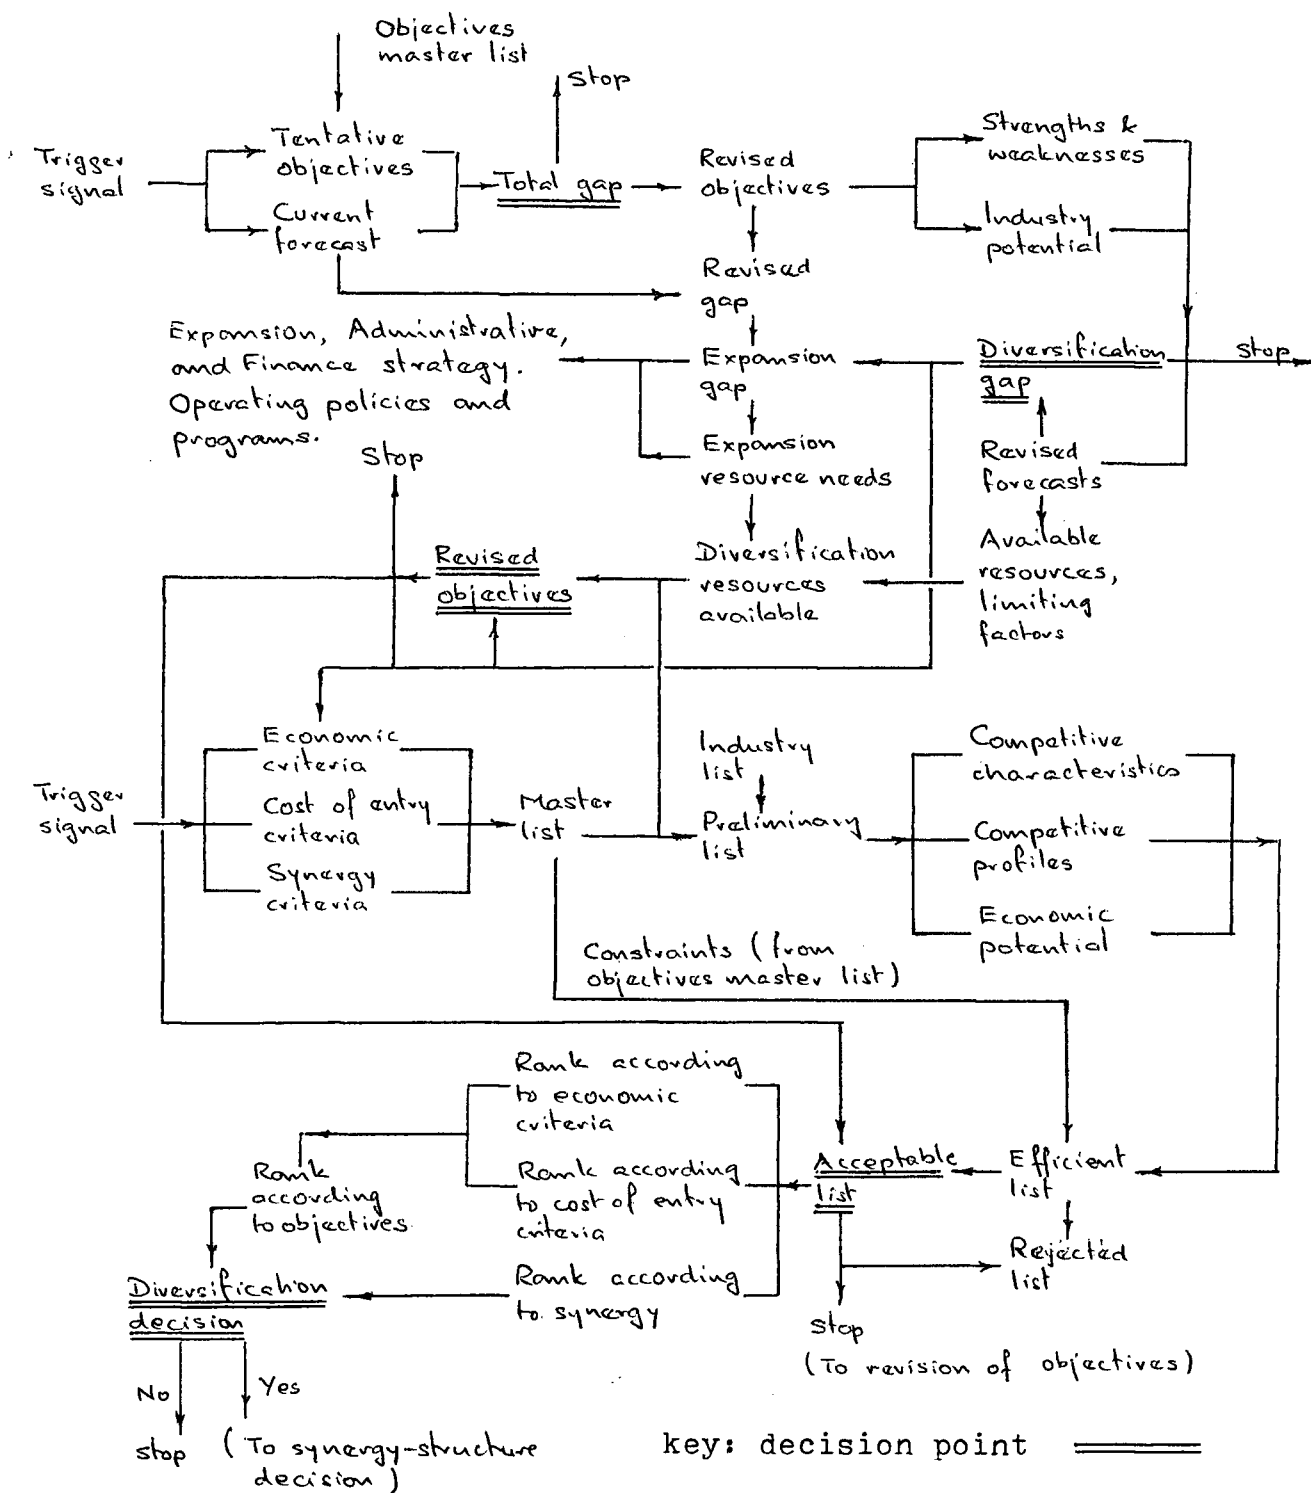 Objectives
master list
Stop
Trigger
signal
Tentative
objectives
Current
forecast
Total gap
Revised
objectives
Strengths &
weaknesses
Industry
potential
Revised
gap
Expansion, Administrative,
and Finance strategy.
Operating policies and
programs.
Expansion
gap
Diversification
gap
Stop
Expansion
resource needs
Revised
forecasts
Stop
Revised
objectives
Diversification
resources
available
Available
resources,
limiting
factors
Trigger
signal
Economic
criteria
Cost of entry
criteria
Synergy
criteria
Master
list
Industry
list
Preliminary
list
Competitive
characteristics
Competitive
profiles
Economic
potential
Constraints (from
objectives master list)
Rank according
to economic
criteria
Rank
according
to objectives
Rank according
to cost of entry
criteria
Acceptable
list
Efficient
list
Rejected
list
Rank according
to synergy
Diversification
decision
Stop
(To revision of objectives)
No
Yes
stop
(To synergy-structure
decision)
key: decision point